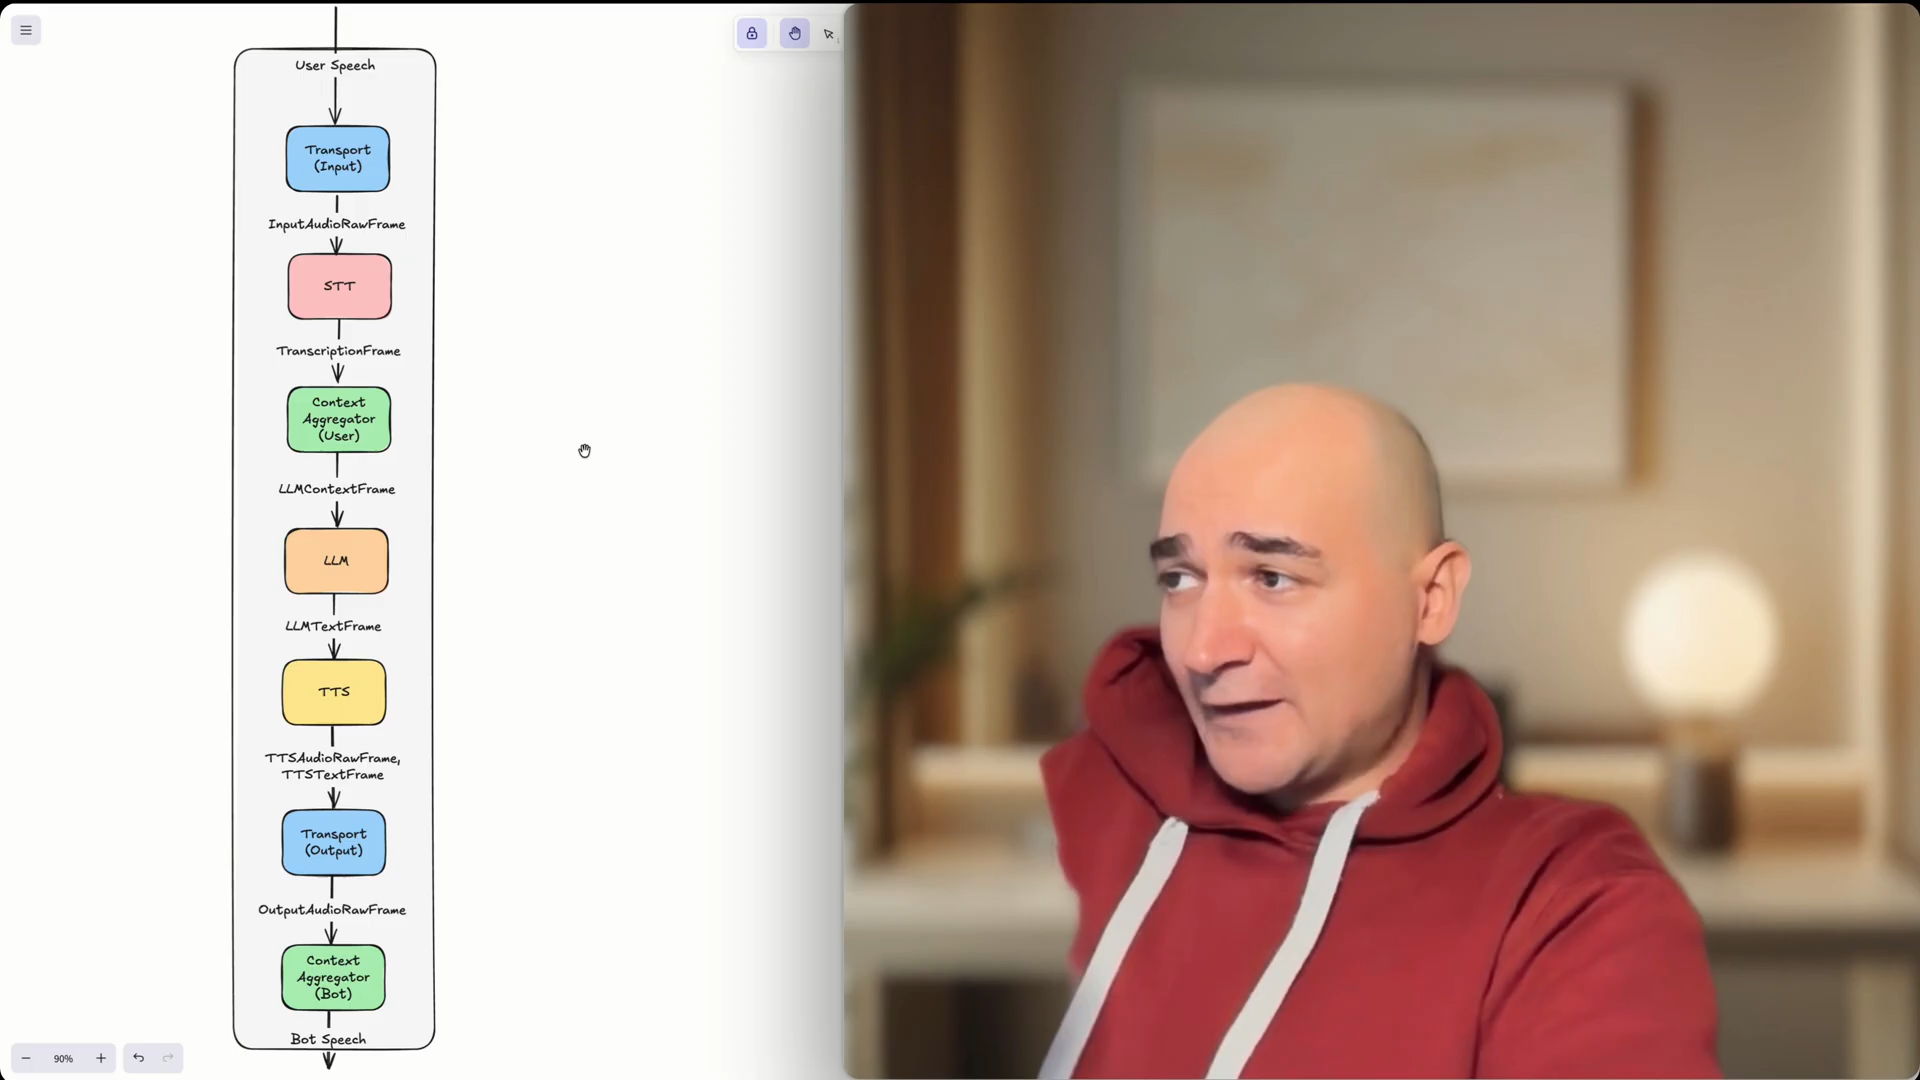 User Speech
Transport
(Input)
InputAudioRawFrame
STT
TranscriptionFrame
Context
Aggregator
(User)
LLMContextFrame
LLM
LLMTextFrame
TTS
TTSAudioRawFrame,
TTSTextFrame
Transport
(Output)
OutputAudioRawFrame
Context
Aggregator
(Bot)
Bot Speech
90%